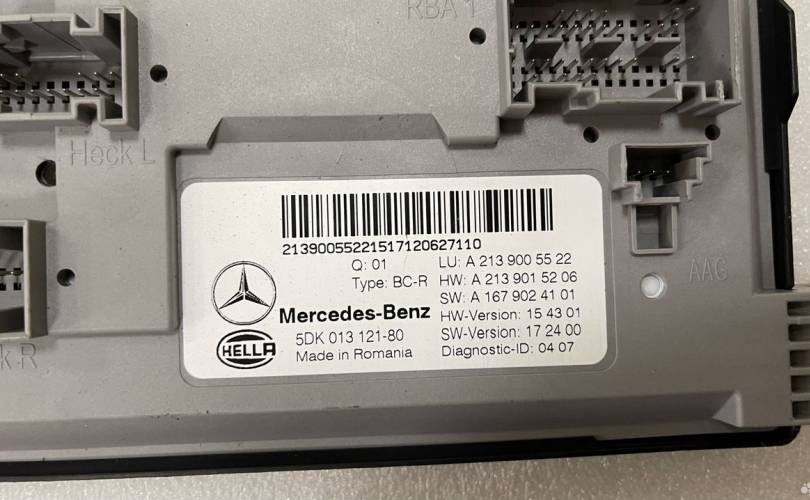 RBA 1
Heck L
21390055221517120627110
Q: 01
Type: BC-R
LU: A 213 900 55 22
HW: A 213 901 52 06
SW: A 167 902 41 01
HW-Version: 15 43 01
SW-Version: 17 24 00
Diagnostic-ID: 04 07
Mercedes-Benz
HELLA
5DK 013 121-80
Made in Romania
AAG
k R